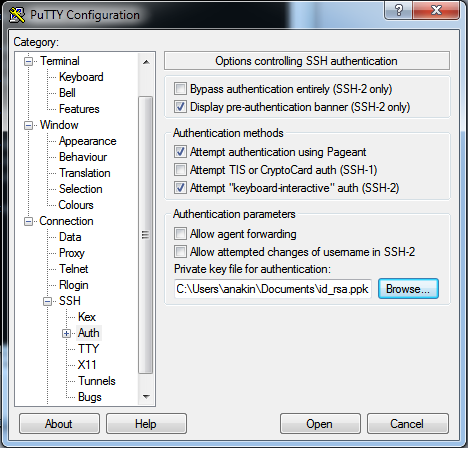 PuTTY Configuration
Category:
Terminal
Keyboard
Bell
Features
Window
Appearance
Behaviour
Translation
Selection
Colours
Connection
Data
Proxy
Telnet
Rlogin
SSH
Kex
Auth
TTY
X11
Tunnels
Bugs
Options controlling SSH authentication
Bypass authentication entirely (SSH-2 only)
Display pre-authentication banner (SSH-2 only)
Authentication methods
Attempt authentication using Pageant
Attempt TIS or CryptoCard auth (SSH-1)
Attempt "keyboard-interactive" auth (SSH-2)
Authentication parameters
Allow agent forwarding
Allow attempted changes of username in SSH-2
Private key file for authentication:
C:\Users\anakin\Documents\id_rsa.ppk
Browse...
About
Help
Open
Cancel